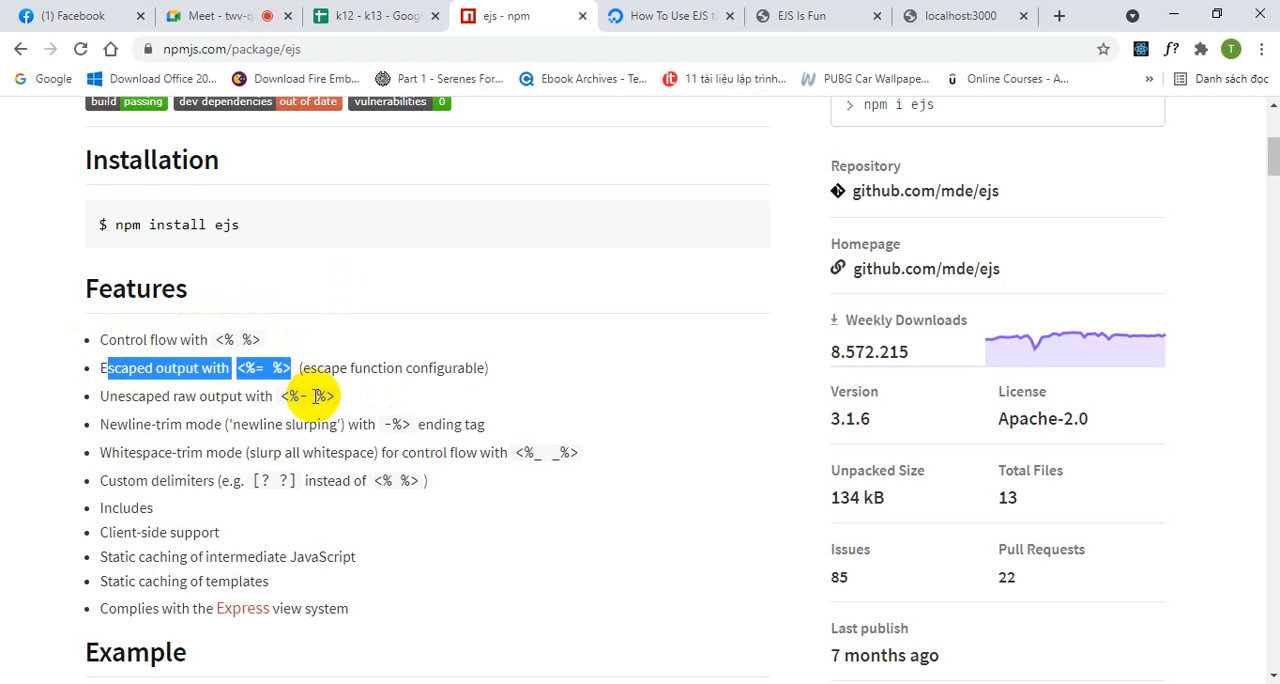 (1) Facebook
Meet - twv-q
k12 - k13 - Goog
ejs - npm
How To Use EJS t
EJS Is Fun
localhost:3000
npmjs.com/package/ejs
f?
T
Google
Download Office 20...
Download Fire Emb...
Part 1 - Serenes For...
Ebook Archives - Te...
11 tài liệu lập trình...
PUBG Car Wallpape...
Online Courses - A...
»
Danh sách đọc
build passing
dev dependencies out of date
vulnerabilities 0
> npm i ejs
Installation
$ npm install ejs
Features
• Control flow with <% %>
• Escaped output with <%= %> (escape function configurable)
• Unescaped raw output with <%- %>
• Newline-trim mode ('newline slurping') with -%> ending tag
• Whitespace-trim mode (slurp all whitespace) for control flow with <%_ _%>
• Custom delimiters (e.g. [? ?] instead of <% %>)
• Includes
• Client-side support
• Static caching of intermediate JavaScript
• Static caching of templates
• Complies with the Express view system
Example
Repository
github.com/mde/ejs
Homepage
github.com/mde/ejs
Weekly Downloads
8.572.215
Version
License
3.1.6
Apache-2.0
Unpacked Size
Total Files
134 kB
13
Issues
Pull Requests
85
22
Last publish
7 months ago